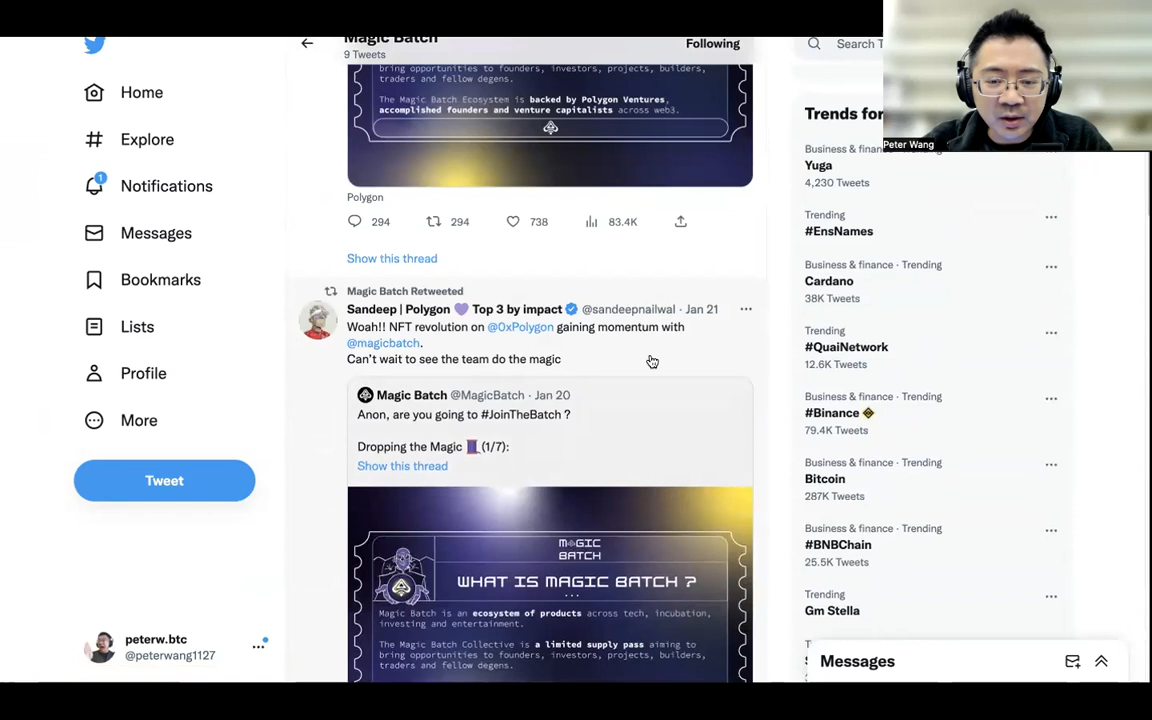 Home
Explore
1
Notifications
Messages
Bookmarks
Lists
Profile
More
Tweet
peterw.btc
@peterwang1127
Magic Batch
9 Tweets
Following
bring opportunities to founders, investors, projects, builders,
traders and fellow degens.
The Magic Batch Ecosystem is backed by Polygon Ventures,
accomplished founders and venture capitalists across web3.
Polygon
294 294 738 83.4K
Show this thread
Magic Batch Retweeted
Sandeep | Polygon 💜 Top 3 by impact @sandeepnailwal · Jan 21
Woah!! NFT revolution on @0xPolygon gaining momentum with
@magicbatch.
Can't wait to see the team do the magic
Magic Batch @MagicBatch · Jan 20
Anon, are you going to #JoinTheBatch ?
Dropping the Magic 🧵(1/7):
Show this thread
MAGIC
BATCH
WHAT IS MAGIC BATCH ?
Magic Batch is an ecosystem of products across tech, incubation,
investing and entertainment.
The Magic Batch Collective is a limited supply pass aiming to
bring opportunities to founders, investors, projects, builders,
traders and fellow degens.
Search T
Peter Wang
Trends for
Business & finan
Yuga
4,230 Tweets
Trending
#EnsNames
Business & finance · Trending
Cardano
38K Tweets
Trending
#QuaiNetwork
12.6K Tweets
Business & finance · Trending
#Binance
79.4K Tweets
Business & finance · Trending
Bitcoin
287K Tweets
Business & finance · Trending
#BNBChain
25.5K Tweets
Trending
Gm Stella
Messages